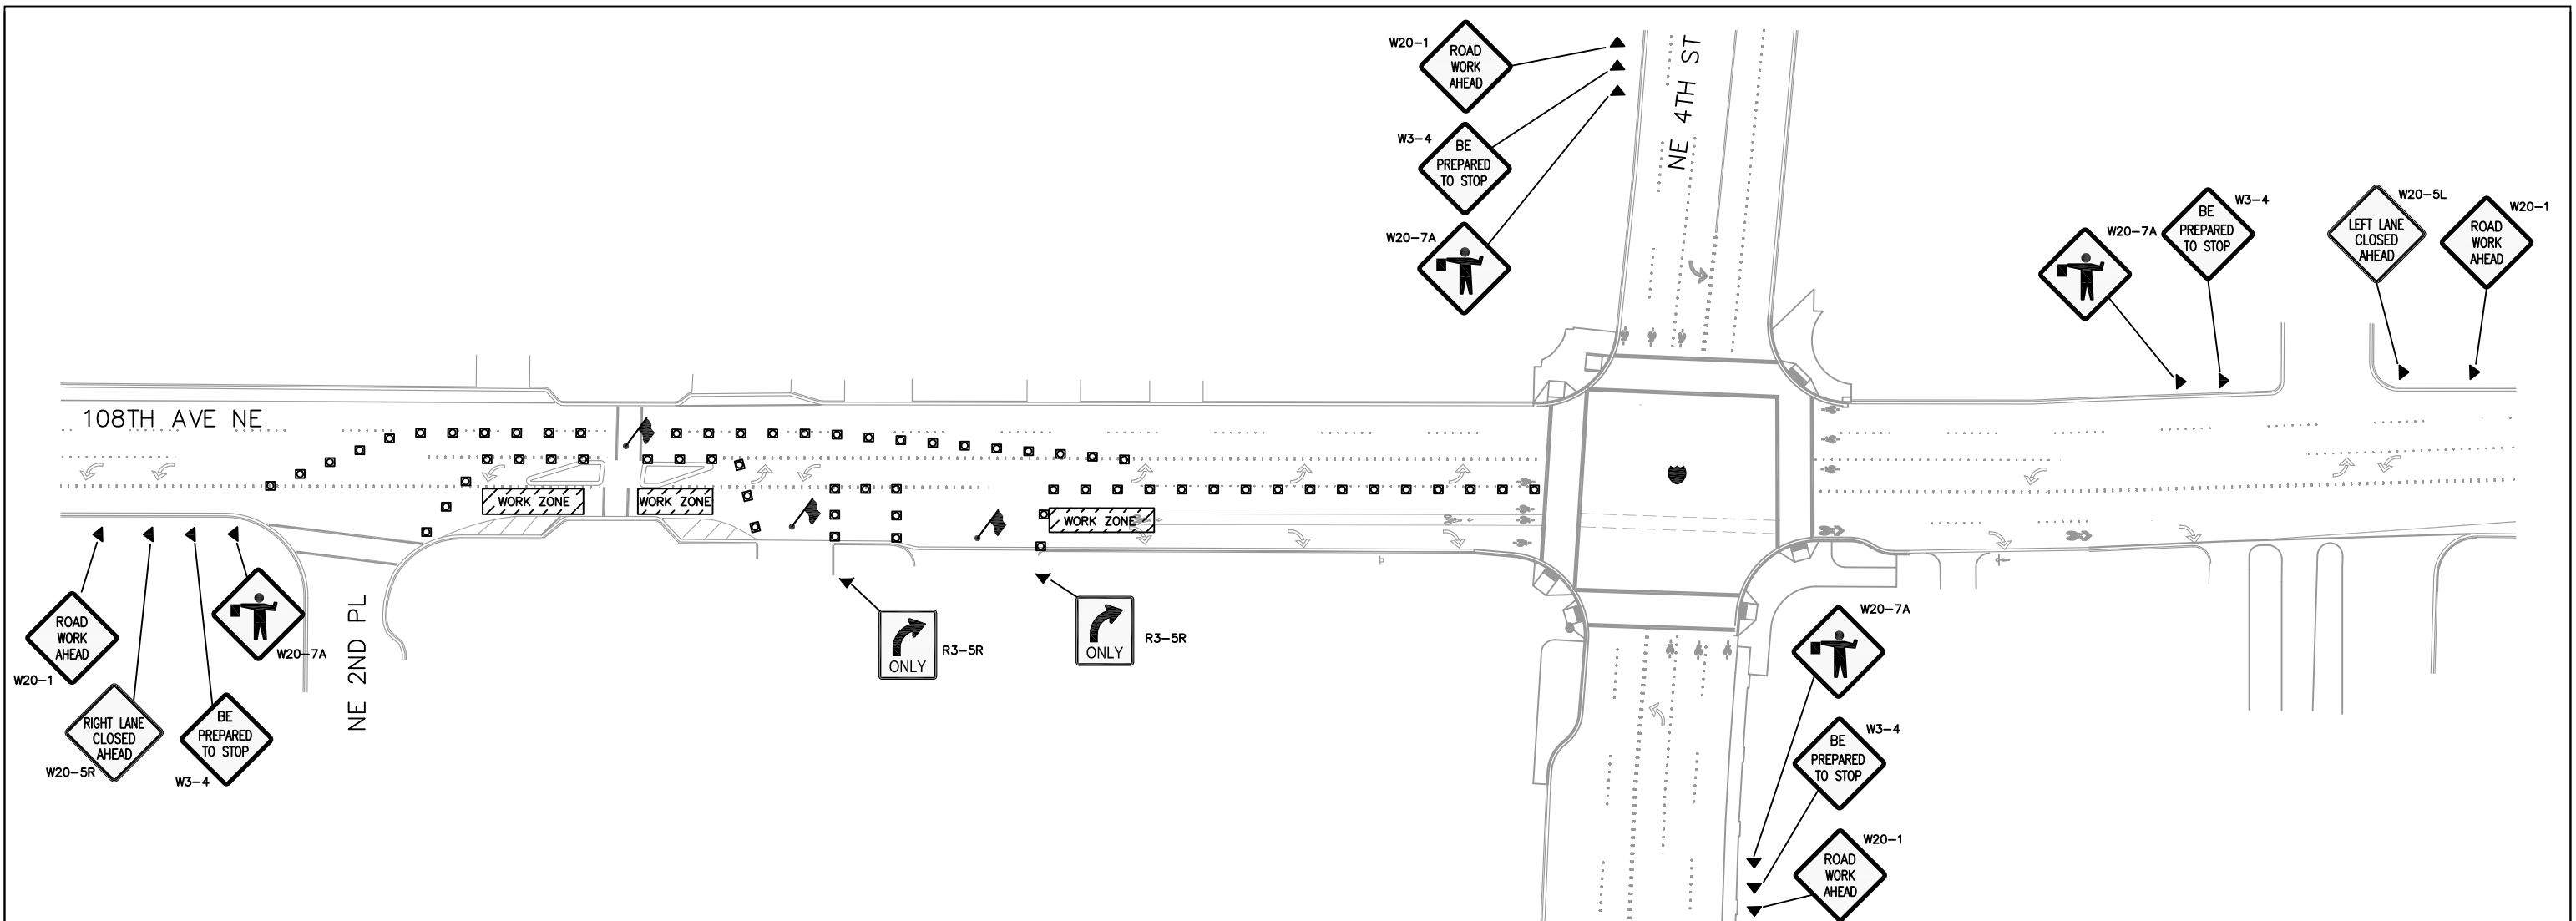 W20-1
ROAD
WORK
AHEAD
NE 4TH ST
W3-4
BE
PREPARED
TO STOP
W20-7A
W20-7A
BE
PREPARED
TO STOP
W3-4
LEFT LANE
CLOSED
AHEAD
W20-5L
ROAD
WORK
AHEAD
W20-1
108TH AVE NE
WORK ZONE
WORK ZONE
WORK ZONE
ROAD
WORK
AHEAD
W20-1
RIGHT LANE
CLOSED
AHEAD
W20-5R
BE
PREPARED
TO STOP
W3-4
W20-7A
NE 2ND PL
ONLY
R3-5R
ONLY
R3-5R
W20-7A
BE
PREPARED
TO STOP
W3-4
ROAD
WORK
AHEAD
W20-1